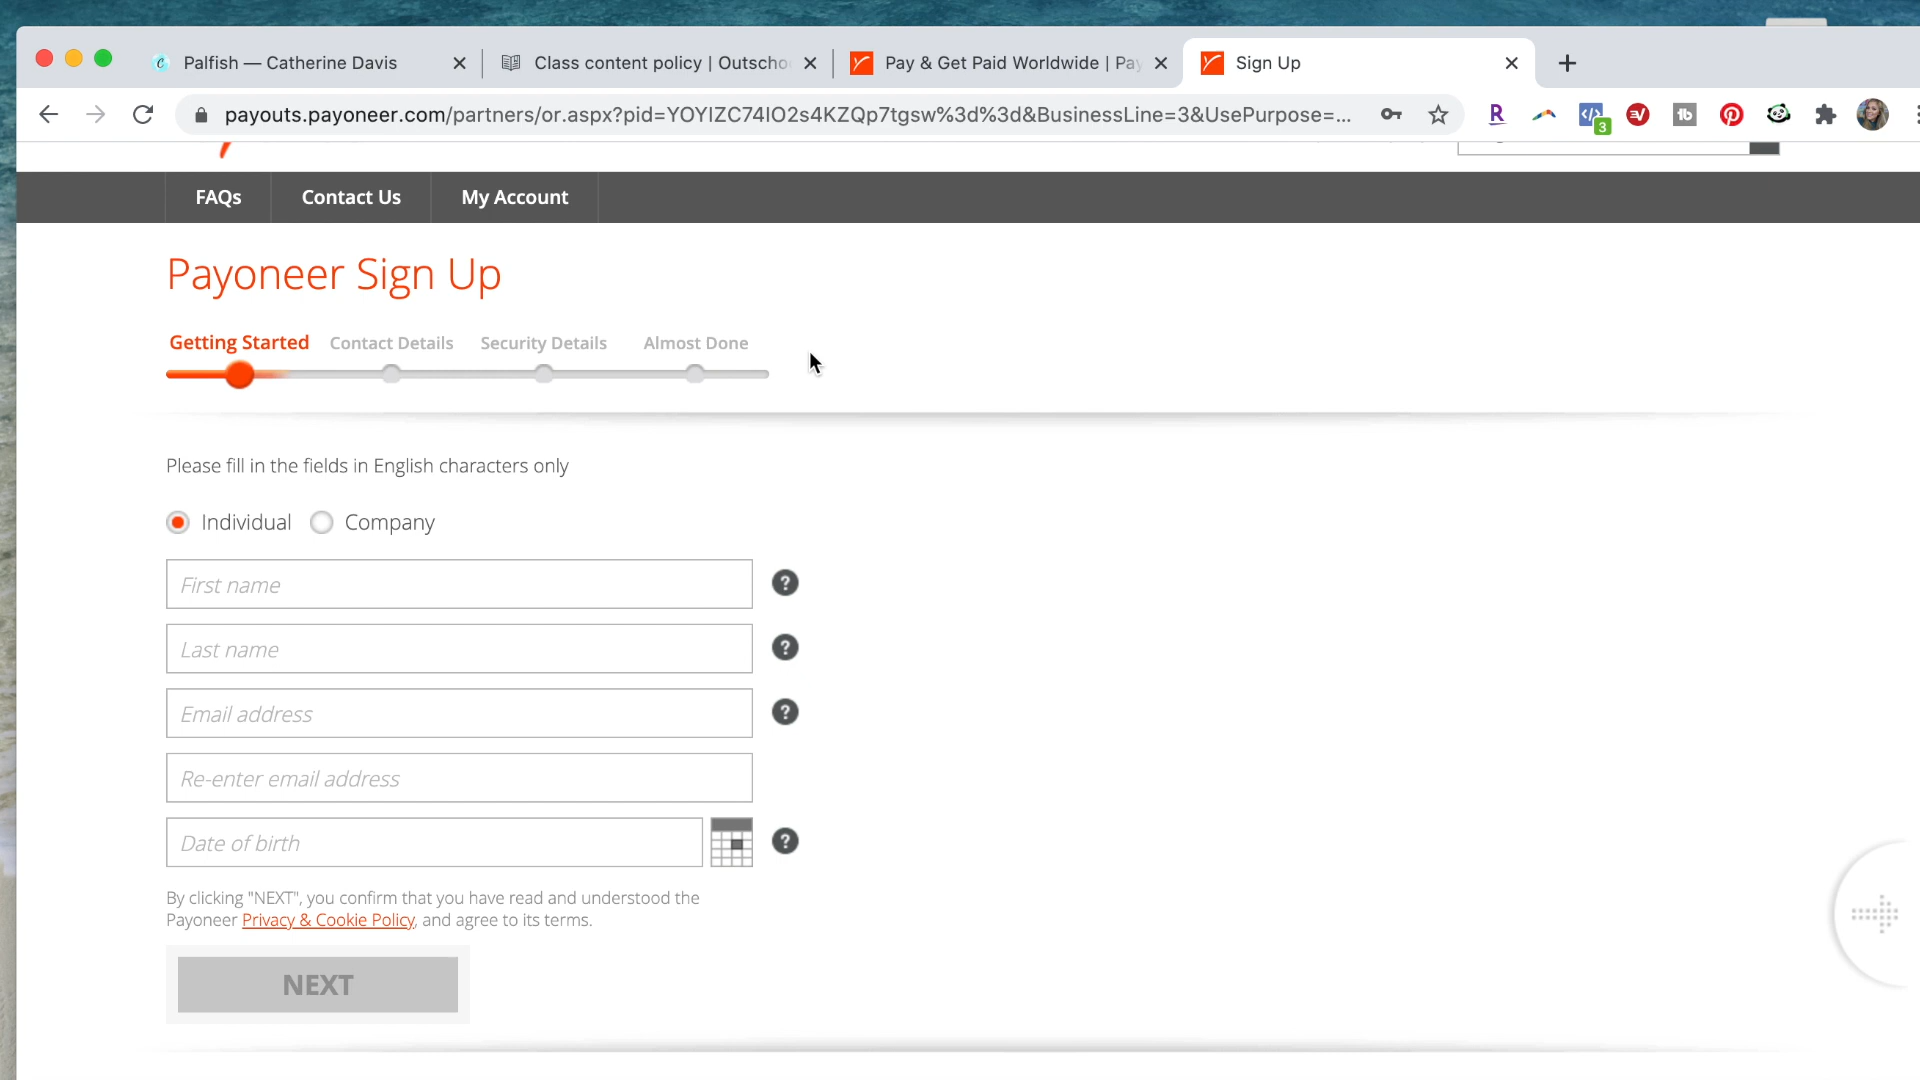 Palfish — Catherine Davis
Class content policy | Outscho
Pay & Get Paid Worldwide | Pay
Sign Up
payouts.payoneer.com/partners/or.aspx?pid=YOYIZC74IO2s4KZQp7tgsw%3d%3d&BusinessLine=3&UsePurpose=...
3
FAQs
Contact Us
My Account
Payoneer Sign Up
Getting Started
Contact Details
Security Details
Almost Done
Please fill in the fields in English characters only
Individual
Company
First name
Last name
Email address
Re-enter email address
Date of birth
By clicking "NEXT", you confirm that you have read and understood the
Payoneer Privacy & Cookie Policy, and agree to its terms.
NEXT